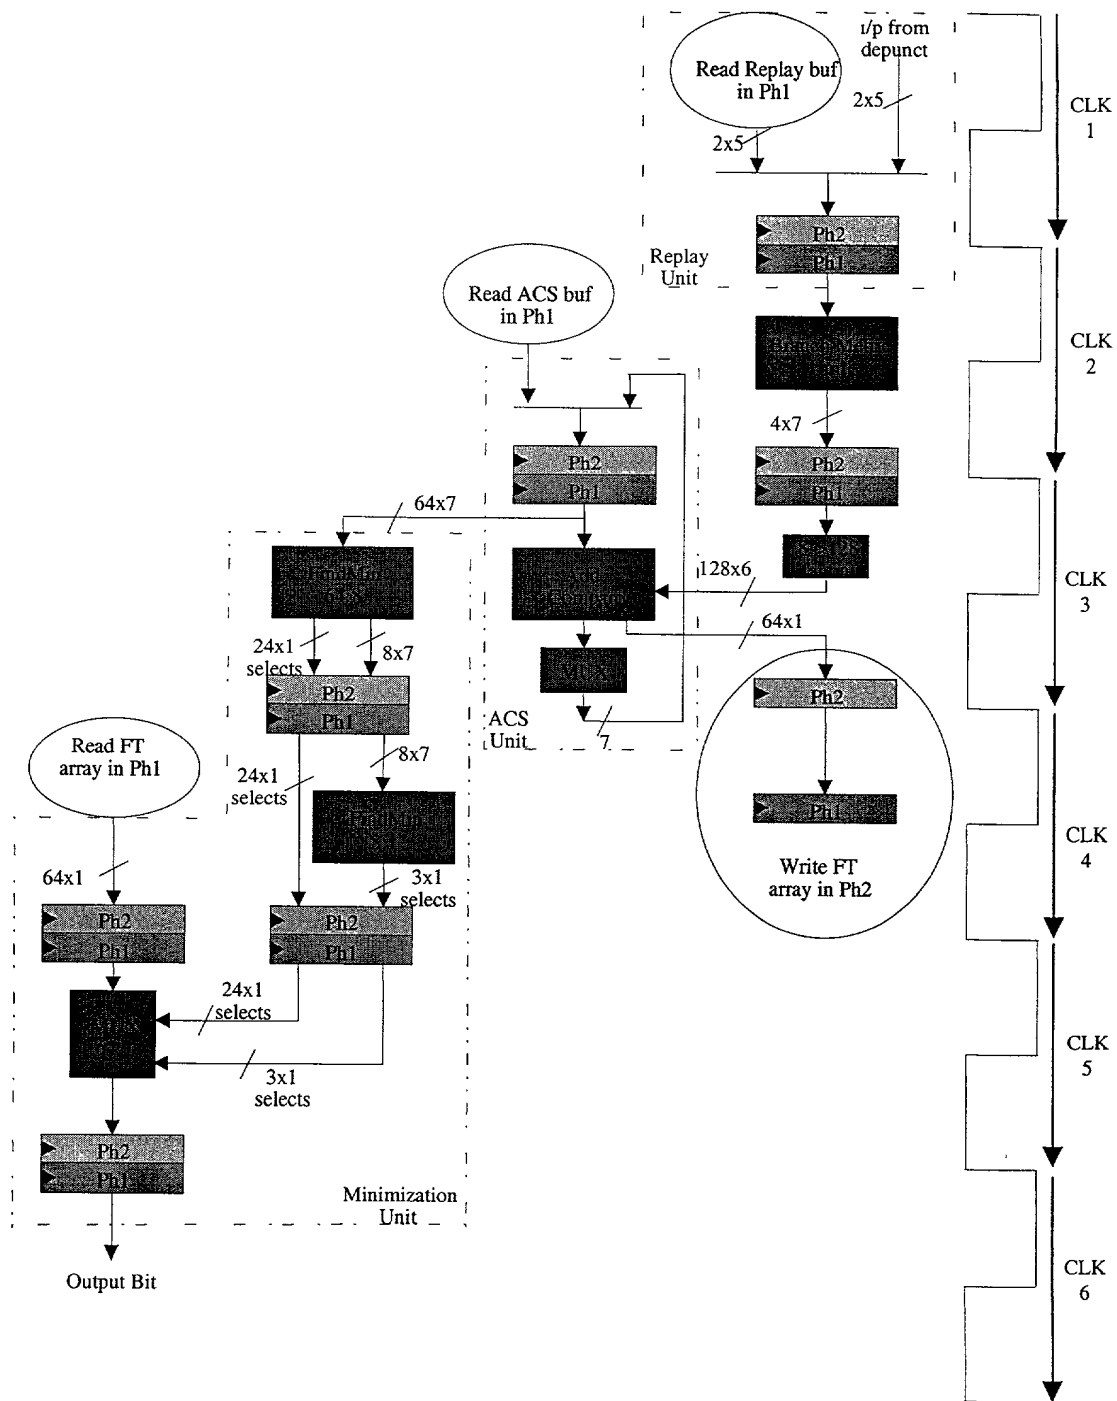 ı/p from
depunct
Read Replay buf
in Ph1
2x5
2x5
CLK
1
Ph2
Ph1
Replay
Unit
Read ACS buf
in Ph1
CLK
2
4x7
Ph2
Ph1
Ph2
Ph1
64x7
128x6
CLK
3
64x1
24x1
selects
8x7
MUX
Ph2
Ph1
Ph2
ACS
Unit
7
Read FT
array in Ph1
8x7
24x1
selects
Ph1
CLK
4
Write FT
array in Ph2
64x1
3x1
selects
Ph2
Ph1
Ph2
Ph1
24x1
selects
3x1
selects
CLK
5
Ph2
Ph1
Minimization
Unit
Output Bit
CLK
6